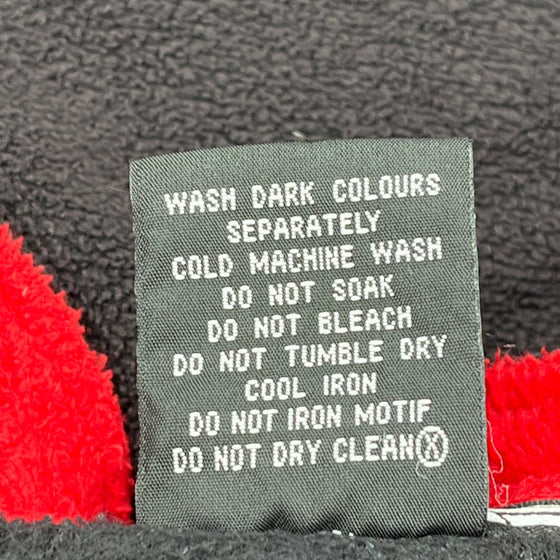 WASH DARK COLOURS
SEPARATELY
COLD MACHINE WASH
DO NOT SOAK
DO NOT BLEACH
DO NOT TUMBLE DRY
COOL IRON
DO NOT IRON MOTIF
DO NOT DRY CLEAN Ⓧ